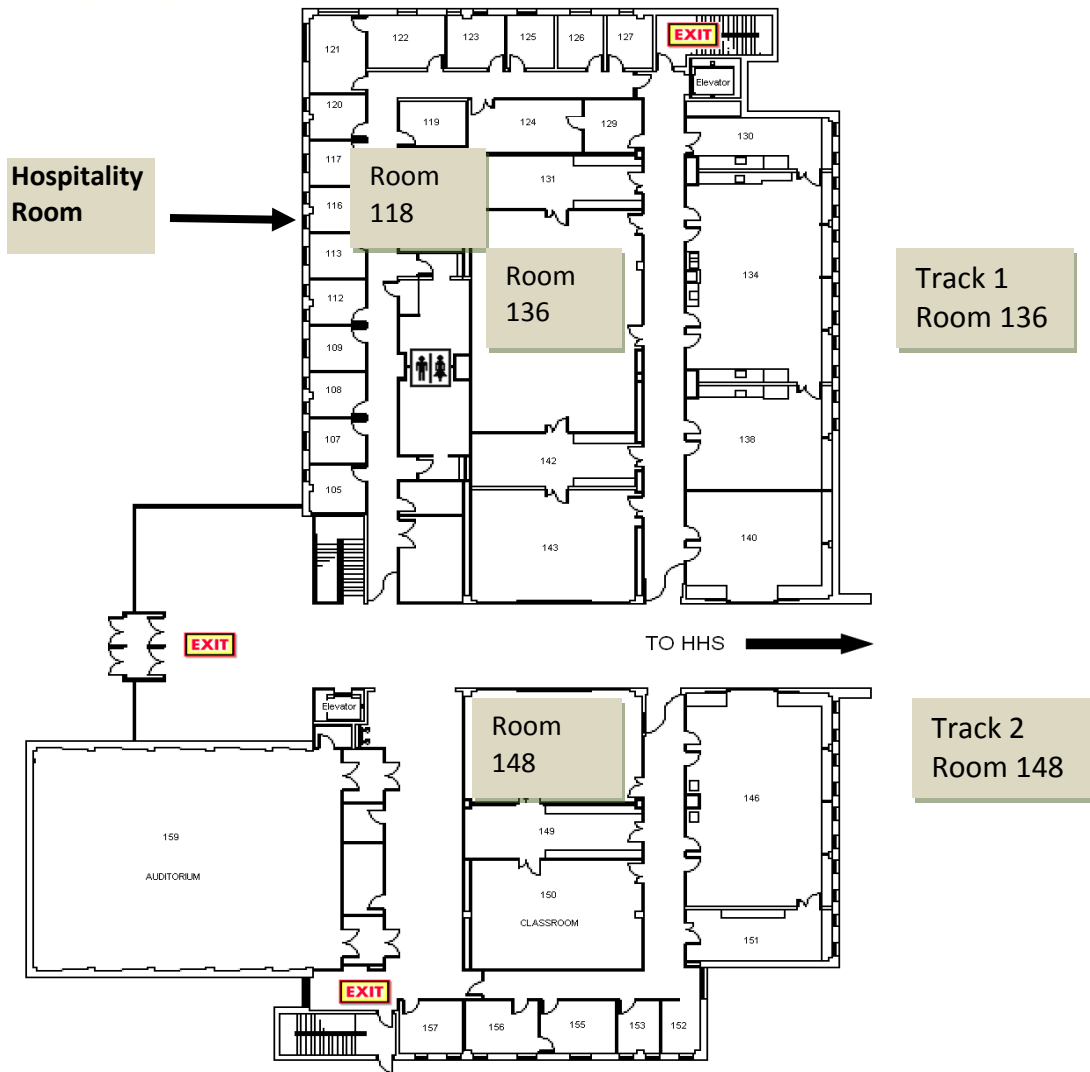 121
122
123
125
126
127
EXIT
Elevator
120
119
124
129
130
117
Hospitality
Room
Room
118
131
116
113
Room
136
134
Track 1
Room 136
112
109
108
107
138
142
105
143
140
EXIT
TO HHS
Elevator
Room
148
Track 2
Room 148
146
149
159
AUDITORIUM
150
CLASSROOM
151
EXIT
157
156
155
153
152